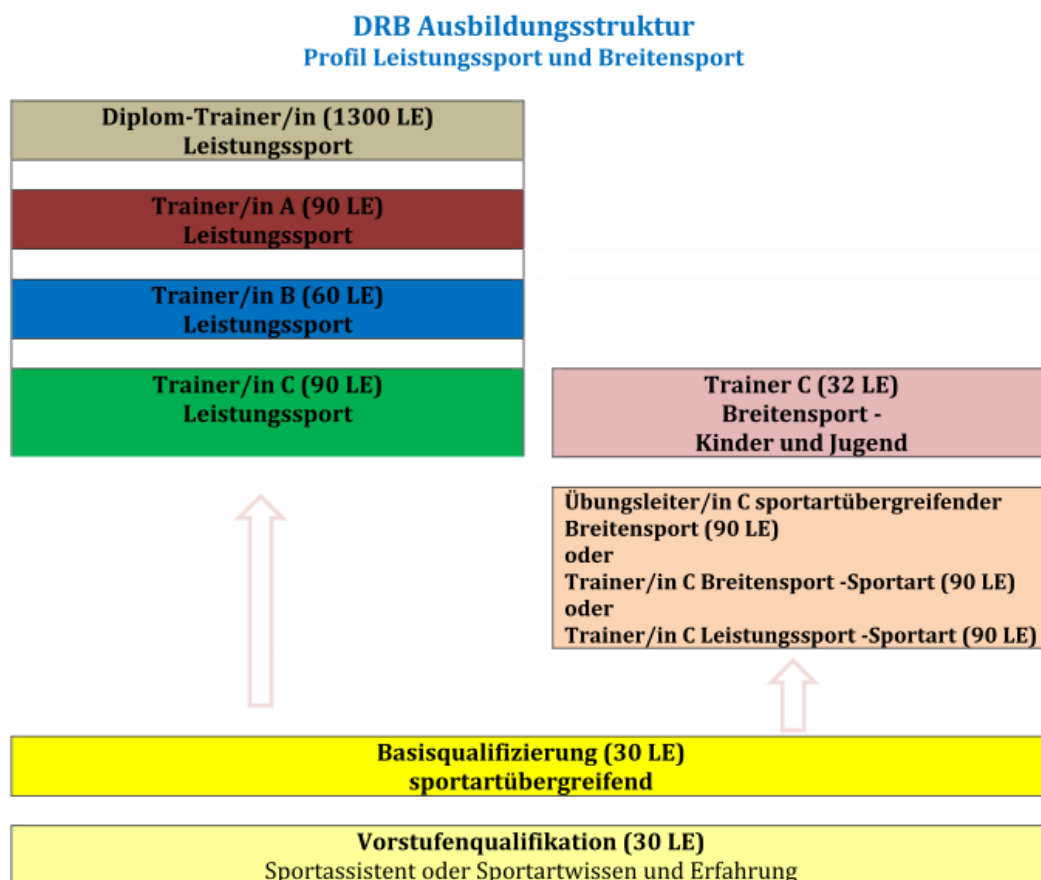 DRB Ausbildungsstruktur
Profil Leistungssport und Breitensport
Diplom-Trainer/in (1300 LE)
Leistungssport
Trainer/in A (90 LE)
Leistungssport
Trainer/in B (60 LE)
Leistungssport
Trainer/in C (90 LE)
Leistungssport
Trainer C (32 LE)
Breitensport -
Kinder und Jugend
Übungsleiter/in C sportartübergreifender
Breitensport (90 LE)
oder
Trainer/in C Breitensport -Sportart (90 LE)
oder
Trainer/in C Leistungssport -Sportart (90 LE)
Basisqualifizierung (30 LE)
sportartübergreifend
Vorstufenqualifikation (30 LE)
Sportassistent oder Sportartwissen und Erfahrung